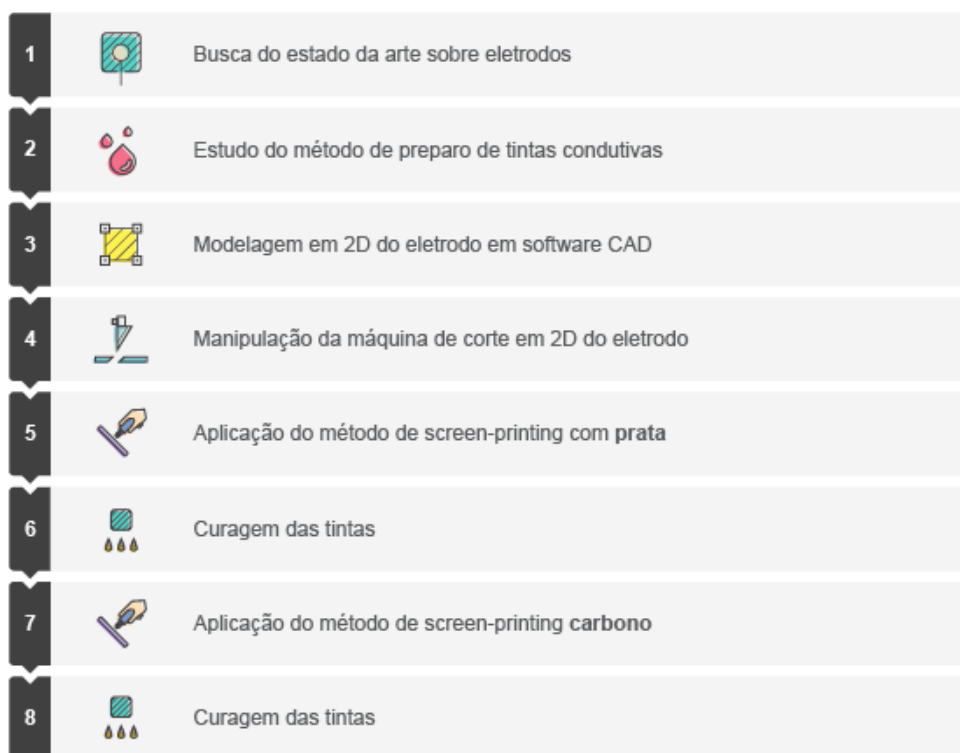 1 Busca do estado da arte sobre eletrodos
2 Estudo do método de preparo de tintas condutivas
3 Modelagem em 2D do eletrodo em software CAD
4 Manipulação da máquina de corte em 2D do eletrodo
5 Aplicação do método de screen-printing com prata
6 Curagem das tintas
7 Aplicação do método de screen-printing carbono
8 Curagem das tintas